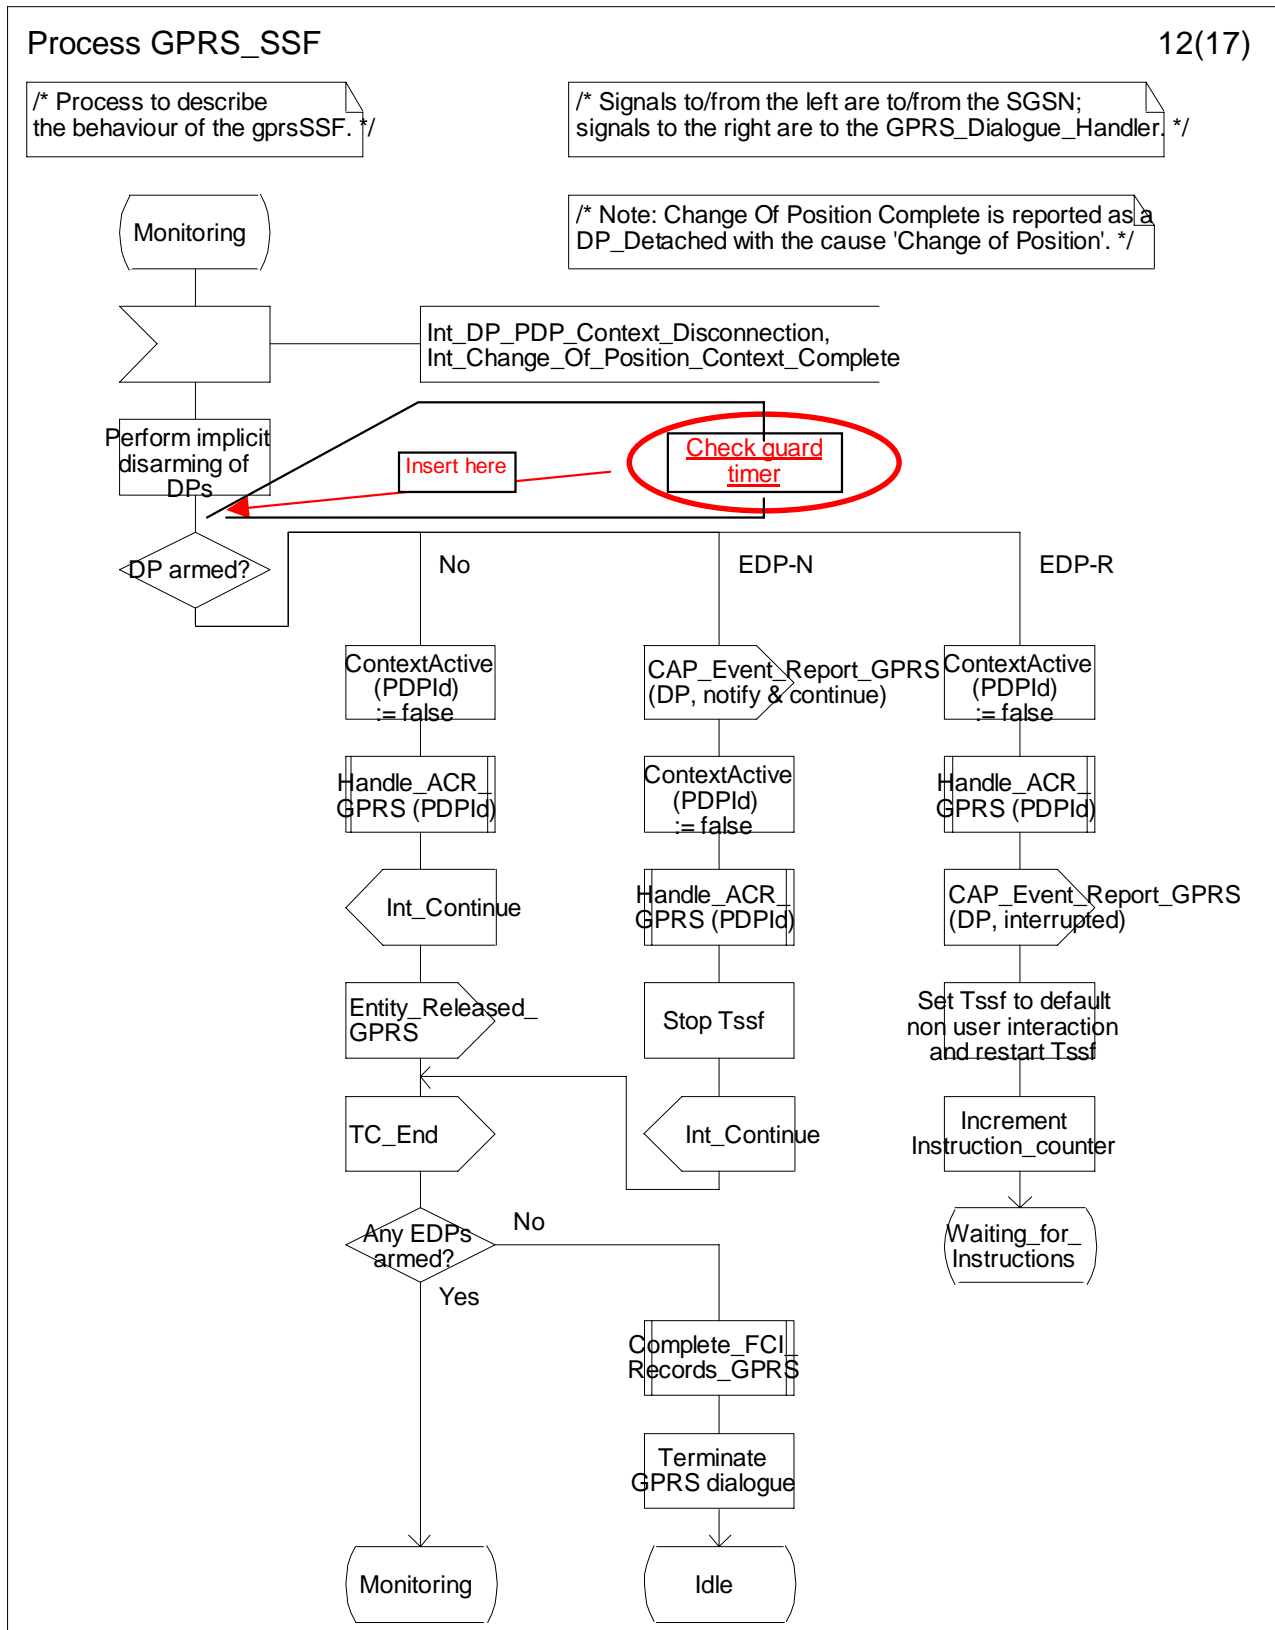 Process GPRS_SSF
12(17)
/* Process to describe
the behaviour of the gprsSSF. */
/* Signals to/from the left are to/from the SGSN;
signals to the right are to the GPRS_Dialogue_Handler. */
/* Note: Change Of Position Complete is reported as a
DP_Detached with the cause 'Change of Position'. */
Monitoring
Int_DP_PDP_Context_Disconnection,
Int_Change_Of_Position_Context_Complete
Perform implicit
disarming of
DPs
Insert here
Check guard
timer
DP armed?
No
EDP-N
EDP-R
ContextActive
(PDPId)
:= false
Handle_ACR_
GPRS (PDPId)
Int_Continue
Entity_Released_
GPRS
TC_End
Any EDPs
armed?
No
Yes
Monitoring
CAP_Event_Report_GPRS
(DP, notify & continue)
ContextActive
(PDPId)
:= false
Handle_ACR_
GPRS (PDPId)
Stop Tssf
Int_Continue
Complete_FCI_
Records_GPRS
Terminate
GPRS dialogue
Idle
ContextActive
(PDPId)
:= false
Handle_ACR_
GPRS (PDPId)
CAP_Event_Report_GPRS
(DP, interrupted)
Set Tssf to default
non user interaction
and restart Tssf
Increment
Instruction_counter
Waiting_for_
Instructions